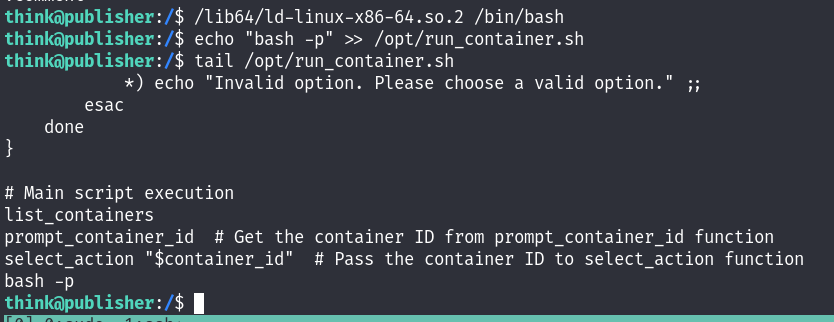 think@publisher:/$ /lib64/ld-linux-x86-64.so.2 /bin/bash
think@publisher:/$ echo "bash -p" >> /opt/run_container.sh
think@publisher:/$ tail /opt/run_container.sh
            *) echo "Invalid option. Please choose a valid option." ;;
        esac
    done
}

# Main script execution
list_containers
prompt_container_id  # Get the container ID from prompt_container_id function
select_action "$container_id"  # Pass the container ID to select_action function
bash -p
think@publisher:/$